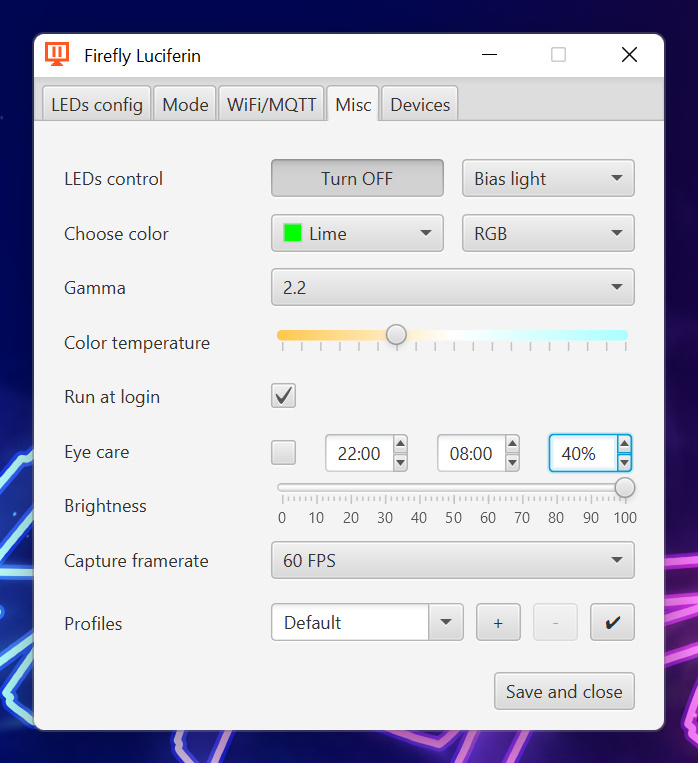 Firefly Luciferin
LEDs config Mode WiFi/MQTT Misc Devices
LEDs control Turn OFF Bias light
Choose color Lime RGB
Gamma 2.2
Color temperature
Run at login
Eye care 22:00 08:00 40%
Brightness
0 10 20 30 40 50 60 70 80 90 100
Capture framerate 60 FPS
Profiles Default + - ✔
Save and close